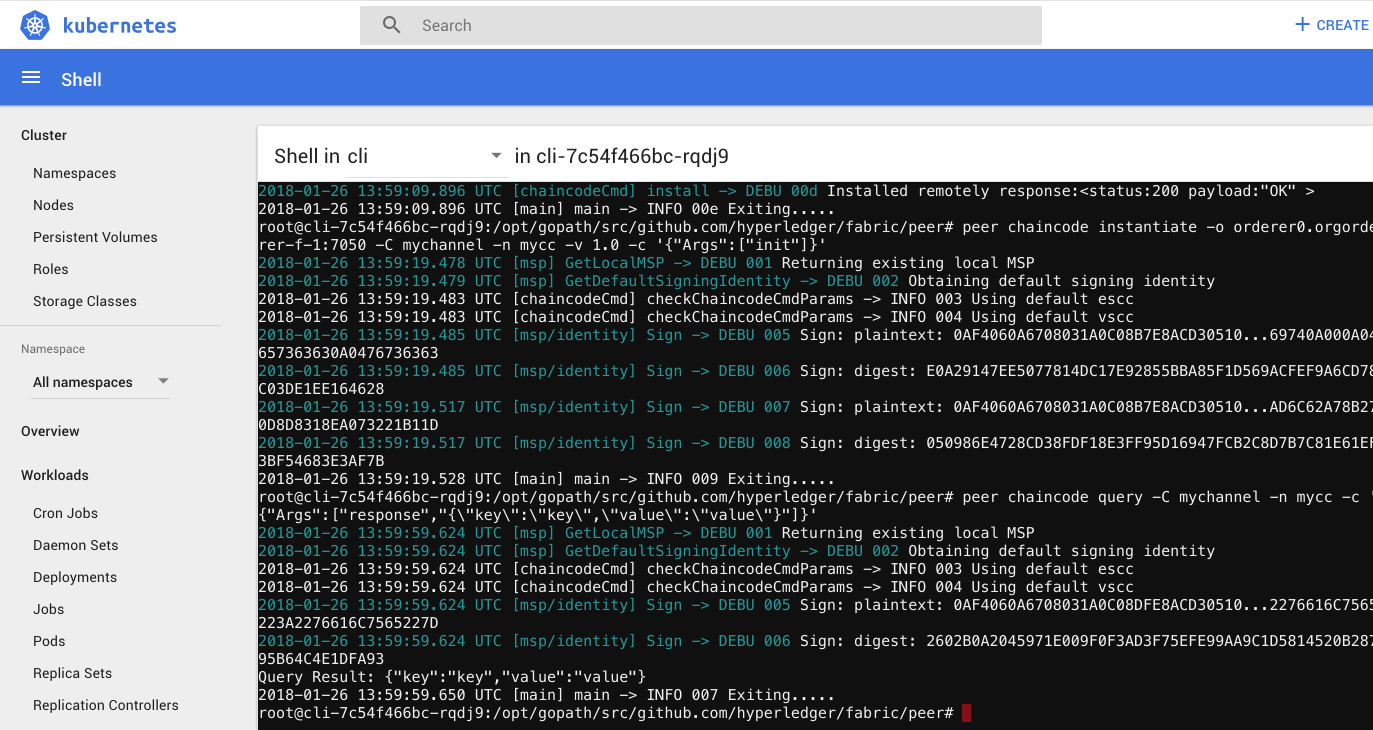 kubernetes
Search
+ CREATE
Shell
Cluster
Namespaces
Nodes
Persistent Volumes
Roles
Storage Classes
Namespace
All namespaces
Overview
Workloads
Cron Jobs
Daemon Sets
Deployments
Jobs
Pods
Replica Sets
Replication Controllers
Shell in cli in cli-7c54f466bc-rqdj9
2018-01-26 13:59:09.896 UTC [chaincodeCmd] install -> DEBU 00d Installed remotely response:<status:200 payload:"OK" >
2018-01-26 13:59:09.896 UTC [main] main -> INFO 00e Exiting.....
root@cli-7c54f466bc-rqdj9:/opt/gopath/src/github.com/hyperledger/fabric/peer# peer chaincode instantiate -o orderer0.orgorde
rer-f-1:7050 -C mychannel -n mycc -v 1.0 -c '{"Args":["init"]}'
2018-01-26 13:59:19.478 UTC [msp] GetLocalMSP -> DEBU 001 Returning existing local MSP
2018-01-26 13:59:19.479 UTC [msp] GetDefaultSigningIdentity -> DEBU 002 Obtaining default signing identity
2018-01-26 13:59:19.483 UTC [chaincodeCmd] checkChaincodeCmdParams -> INFO 003 Using default escc
2018-01-26 13:59:19.483 UTC [chaincodeCmd] checkChaincodeCmdParams -> INFO 004 Using default vscc
2018-01-26 13:59:19.485 UTC [msp/identity] Sign -> DEBU 005 Sign: plaintext: 0AF4060A6708031A0C08B7E8ACD30510...69740A000A04
657363630A0476736363
2018-01-26 13:59:19.485 UTC [msp/identity] Sign -> DEBU 006 Sign: digest: E0A29147EE5077814DC17E92855BBA85F1D569ACFEF9A6CD78
C03DE1EE164628
2018-01-26 13:59:19.517 UTC [msp/identity] Sign -> DEBU 007 Sign: plaintext: 0AF4060A6708031A0C08B7E8ACD30510...AD6C62A78B27
0D8D8318EA073221B11D
2018-01-26 13:59:19.517 UTC [msp/identity] Sign -> DEBU 008 Sign: digest: 050986E4728CD38FDF18E3FF95D16947FCB2C8D7B7C81E61EF
3BF54683E3AF7B
2018-01-26 13:59:19.528 UTC [main] main -> INFO 009 Exiting.....
root@cli-7c54f466bc-rqdj9:/opt/gopath/src/github.com/hyperledger/fabric/peer# peer chaincode query -C mychannel -n mycc -c '
{"Args":["response","{\"key\":\"key\",\"value\":\"value\"}"]}'
2018-01-26 13:59:59.624 UTC [msp] GetLocalMSP -> DEBU 001 Returning existing local MSP
2018-01-26 13:59:59.624 UTC [msp] GetDefaultSigningIdentity -> DEBU 002 Obtaining default signing identity
2018-01-26 13:59:59.624 UTC [chaincodeCmd] checkChaincodeCmdParams -> INFO 003 Using default escc
2018-01-26 13:59:59.624 UTC [chaincodeCmd] checkChaincodeCmdParams -> INFO 004 Using default vscc
2018-01-26 13:59:59.624 UTC [msp/identity] Sign -> DEBU 005 Sign: plaintext: 0AF4060A6708031A0C08DFE8ACD30510...2276616C7565
223A2276616C7565227D
2018-01-26 13:59:59.624 UTC [msp/identity] Sign -> DEBU 006 Sign: digest: 2602B0A2045971E009F0F3AD3F75EFE99AA9C1D5814520B287
95B64C4E1DFA93
Query Result: {"key":"key","value":"value"}
2018-01-26 13:59:59.650 UTC [main] main -> INFO 007 Exiting.....
root@cli-7c54f466bc-rqdj9:/opt/gopath/src/github.com/hyperledger/fabric/peer#